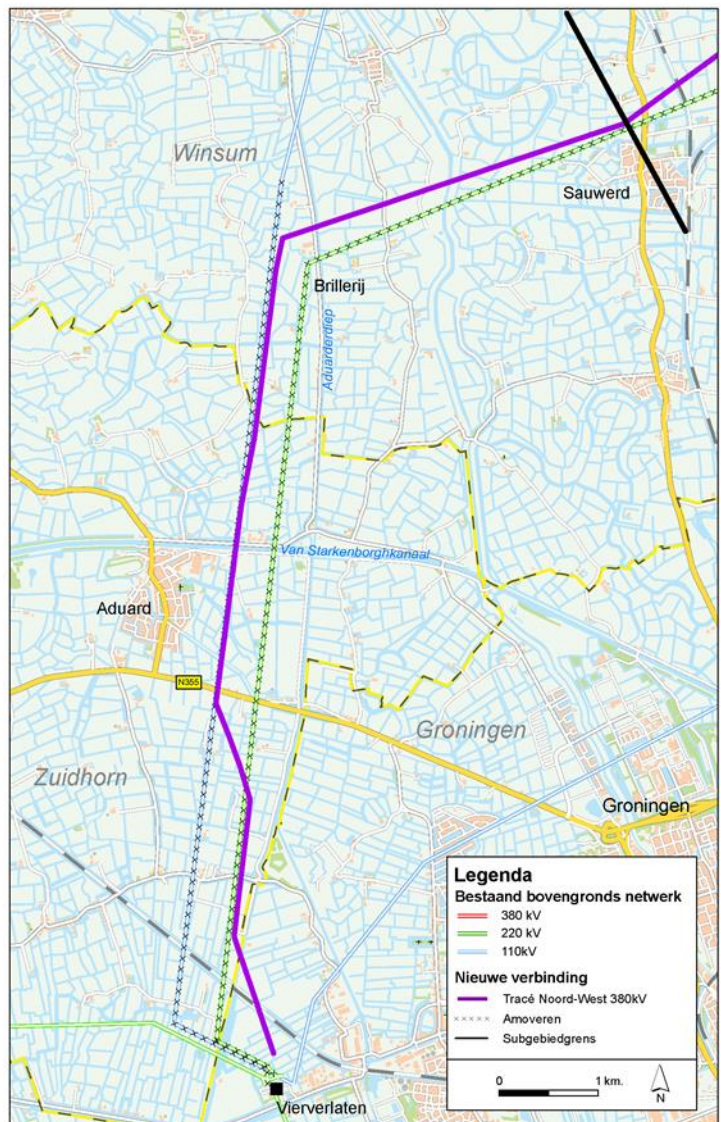 Winsum
Sauwerd
Brillerij
Aduarderdiep
Van Starkenborghkanaal
Aduard
N355
Groningen
Zuidhorn
Groningen
Legenda
Bestaand bovengronds netwerk
380 kV
220 kV
110kV
Nieuwe verbinding
Tracé Noord-West 380kV
Amoveren
Subgebiedgrens
0 1 km.
N
Vierverlaten